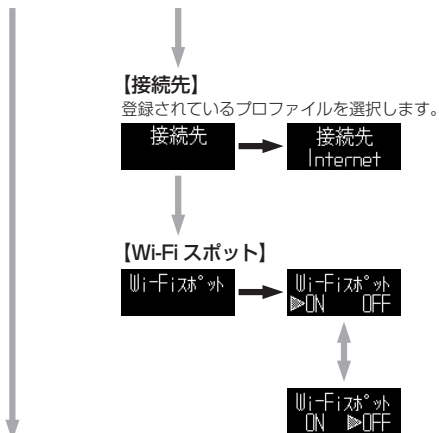 【接続先】
登録されているプロファイルを選択します。
接続先
接続先
Internet
【Wi-Fi スポット】
Wi-Fiスポット
Wi-Fiスポット
▶ON OFF
Wi-Fiスポット
ON ▶OFF